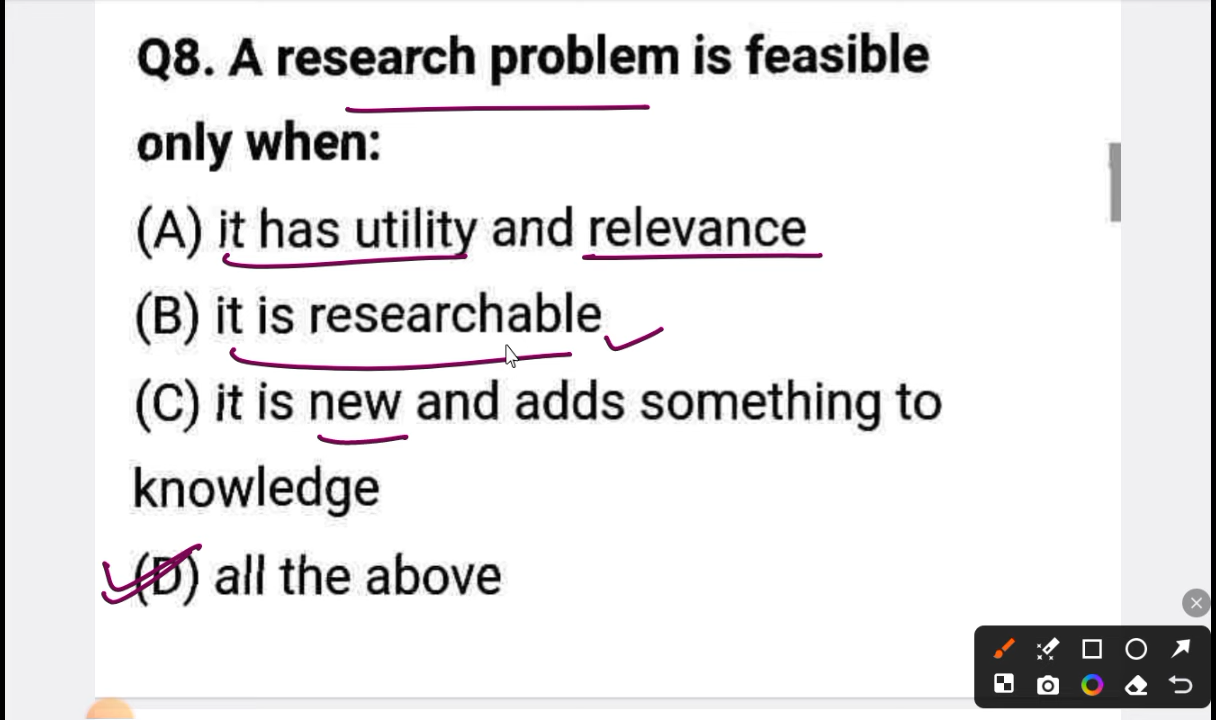 Q8. A research problem is feasible
only when:
(A) it has utility and relevance
(B) it is researchable
(C) it is new and adds something to
knowledge
(D) all the above